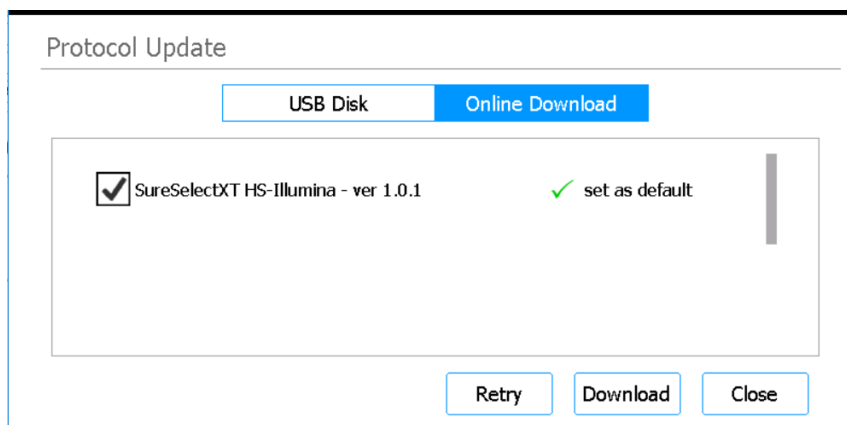 Protocol Update
USB Disk Online Download
SureSelectXT HS-Illumina - ver 1.0.1 set as default
Retry Download Close